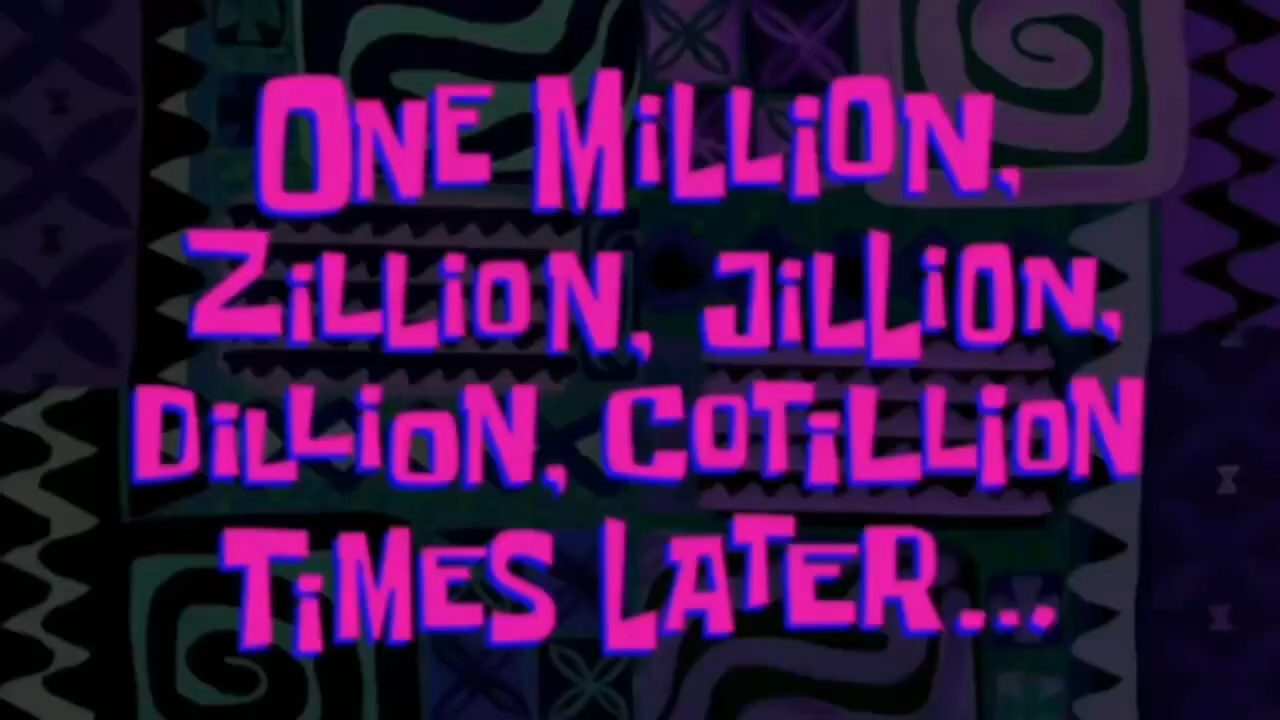 One Million,
Zillion, Jillion,
Dillion, Cotillion
Times Later...